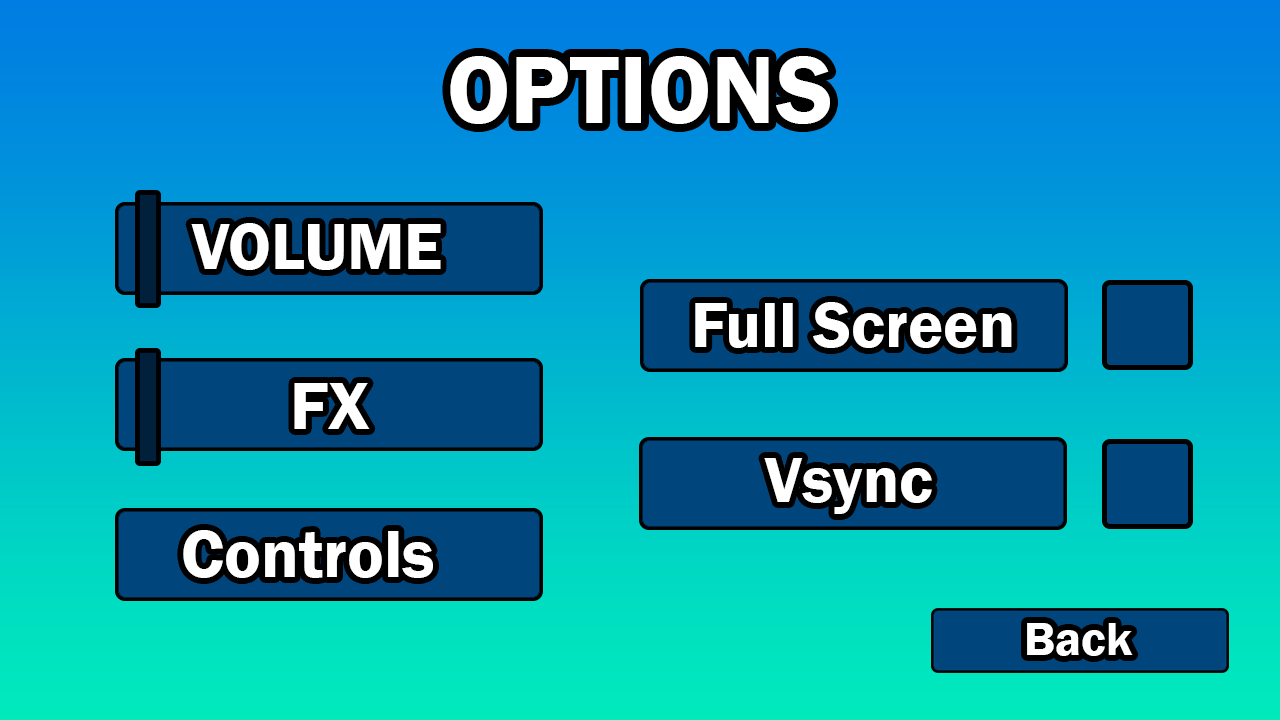 OPTIONS
VOLUME
FX
Controls
Full Screen
Vsync
Back